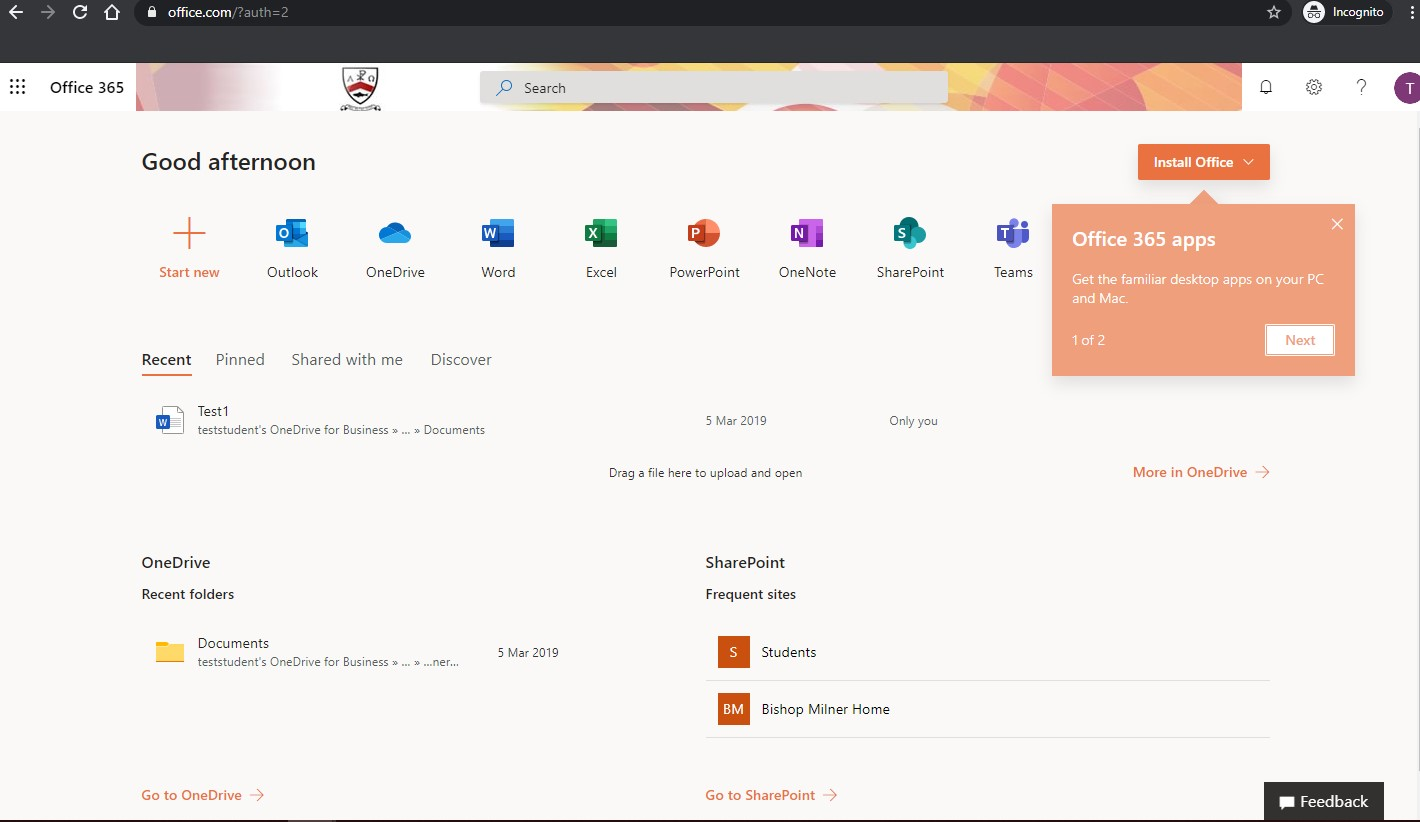 office.com/?auth=2
Incognito
Office 365
Α Ω
Search
T
Good afternoon
Install Office
Start new
Outlook
OneDrive
Word
Excel
PowerPoint
OneNote
SharePoint
Teams
Office 365 apps
Get the familiar desktop apps on your PC
and Mac.
1 of 2
Next
Recent
Pinned
Shared with me
Discover
Test1
teststudent's OneDrive for Business » ... » Documents
5 Mar 2019
Only you
Drag a file here to upload and open
More in OneDrive
OneDrive
Recent folders
Documents
teststudent's OneDrive for Business » ... » ...ner...
5 Mar 2019
SharePoint
Frequent sites
S Students
BM Bishop Milner Home
Go to OneDrive
Go to SharePoint
Feedback